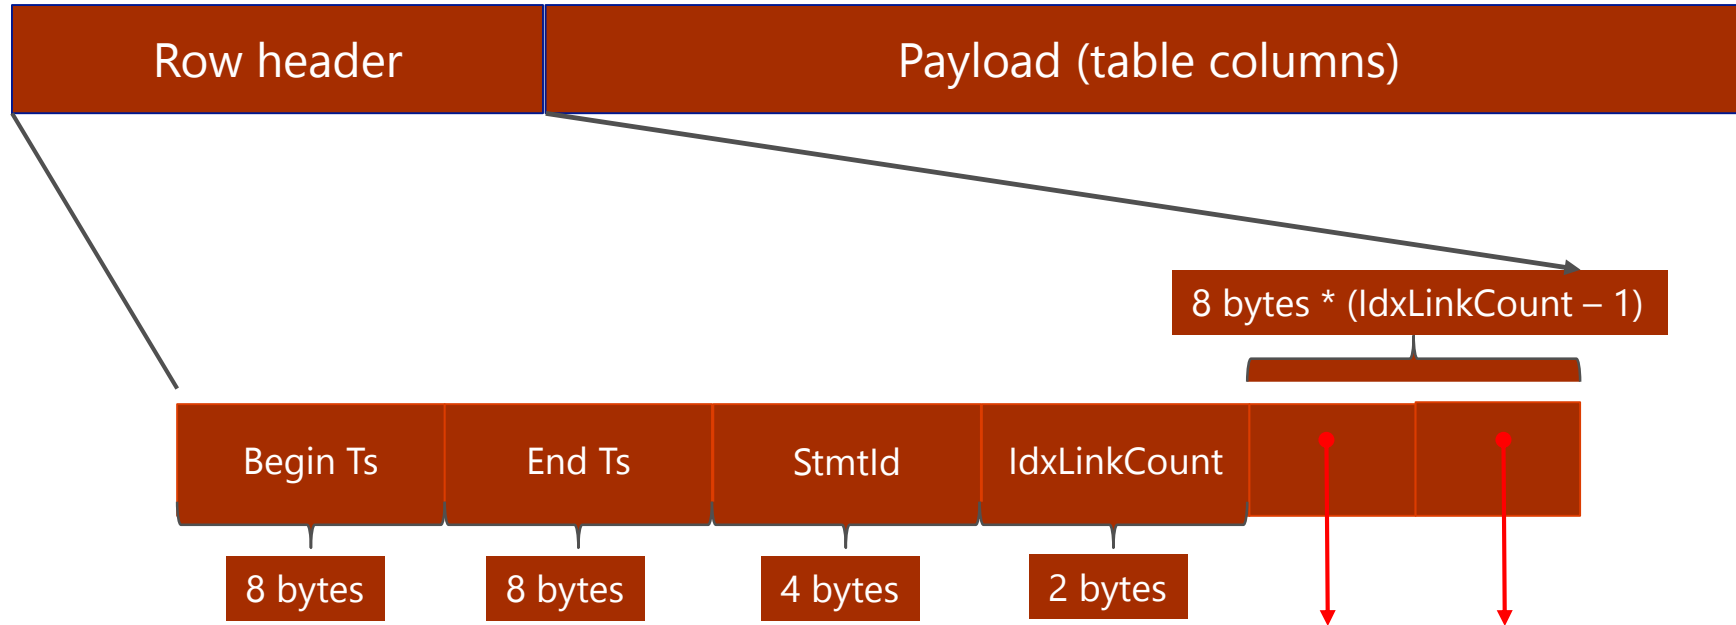 Row header
Payload (table columns)
8 bytes * (IdxLinkCount – 1)
Begin Ts
End Ts
StmtId
IdxLinkCount
8 bytes
8 bytes
4 bytes
2 bytes